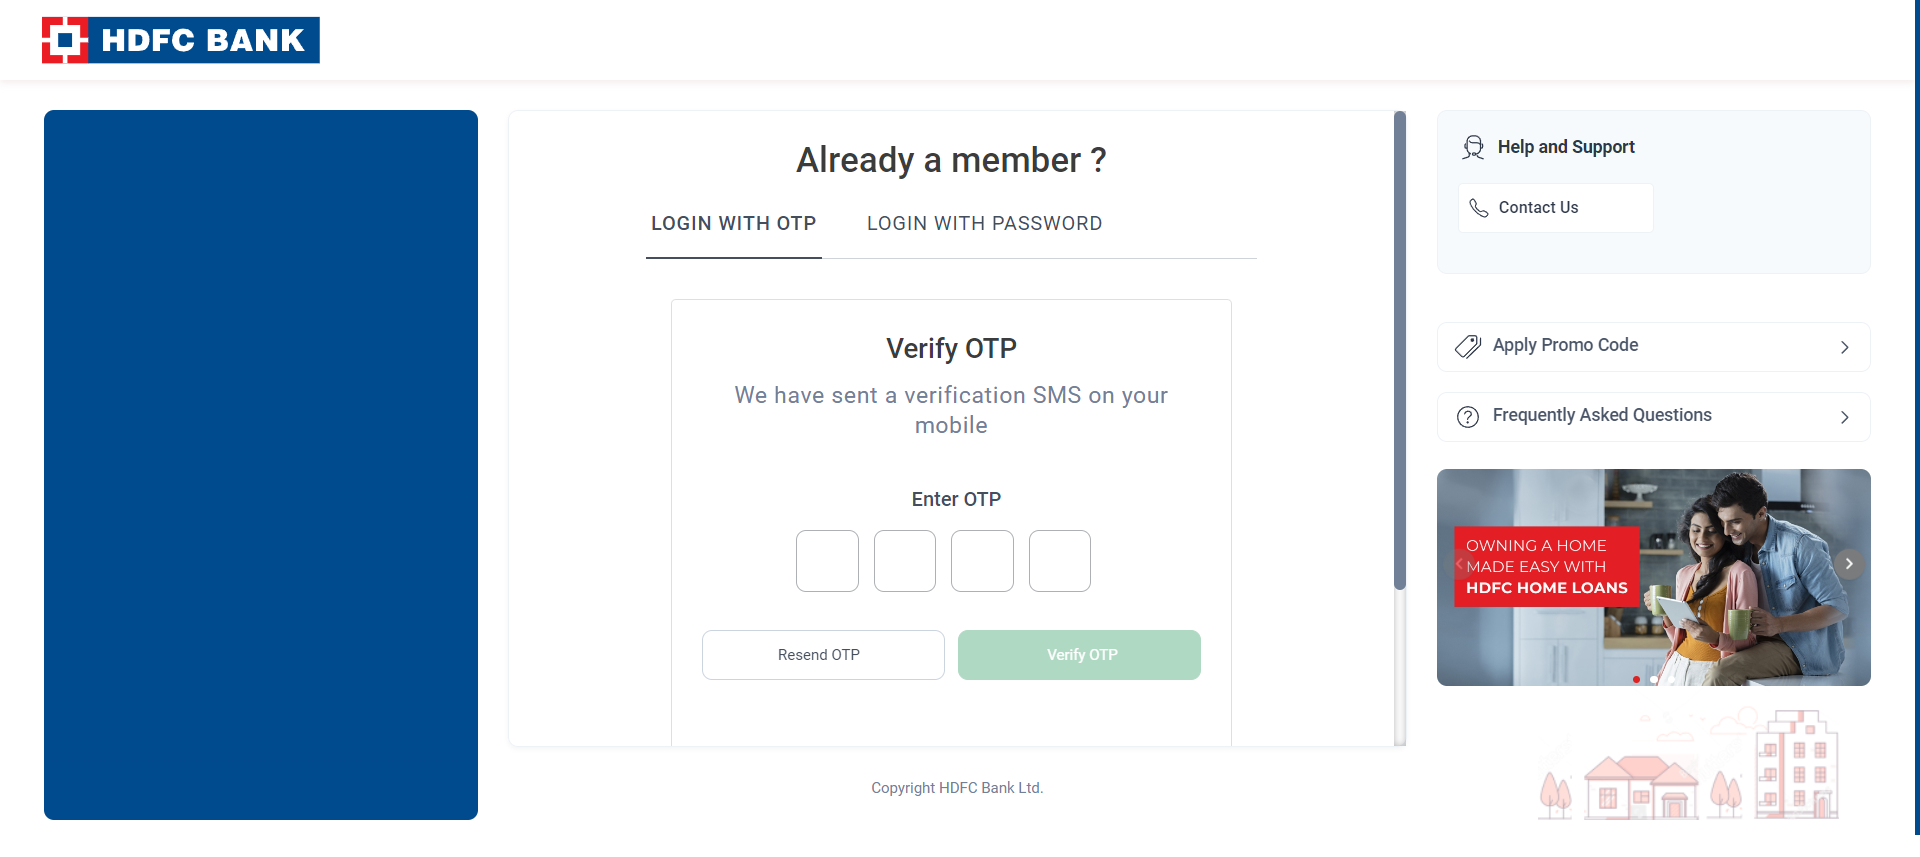 HDFC BANK
Already a member ?
LOGIN WITH OTP
LOGIN WITH PASSWORD
Verify OTP
We have sent a verification SMS on your
mobile
Enter OTP
Resend OTP
Verify OTP
Copyright HDFC Bank Ltd.
Help and Support
Contact Us
Apply Promo Code
Frequently Asked Questions
OWNING A HOME
MADE EASY WITH
HDFC HOME LOANS